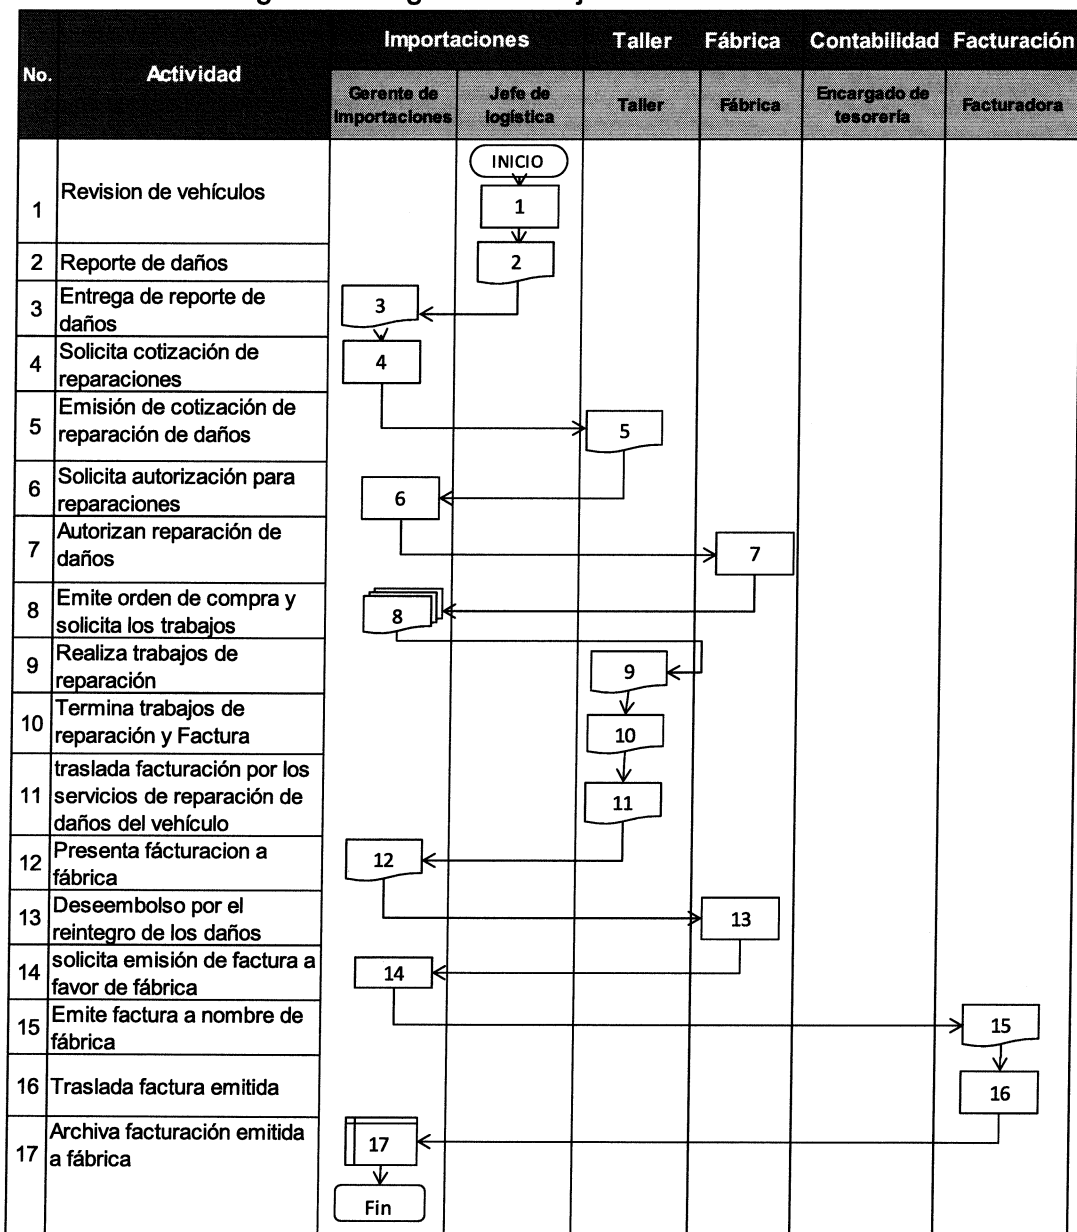 Importaciones Taller Fábrica Contabilidad Facturación
No. Actividad
Gerente de Importaciones Jefe de logística Taller Fábrica Encargado de tesorería Facturadora
INICIO
1 Revision de vehículos
1
2 Reporte de daños
2
3 Entrega de reporte de
daños
3
4 Solicita cotización de
reparaciones
4
5 Emisión de cotización de
reparación de daños
5
6 Solicita autorización para
reparaciones
6
7 Autorizan reparación de
daños
7
8 Emite orden de compra y
solicita los trabajos
8
9 Realiza trabajos de
reparación
9
10 Termina trabajos de
reparación y Factura
10
11 traslada facturación por los
servicios de reparación de
daños del vehículo
11
12 Presenta fácturacion a
fábrica
12
13 Deseembolso por el
reintegro de los daños
13
14 solicita emisión de factura a
favor de fábrica
14
15 Emite factura a nombre de
fábrica
15
16 Traslada factura emitida
16
17 Archiva facturación emitida
a fábrica
17
Fin